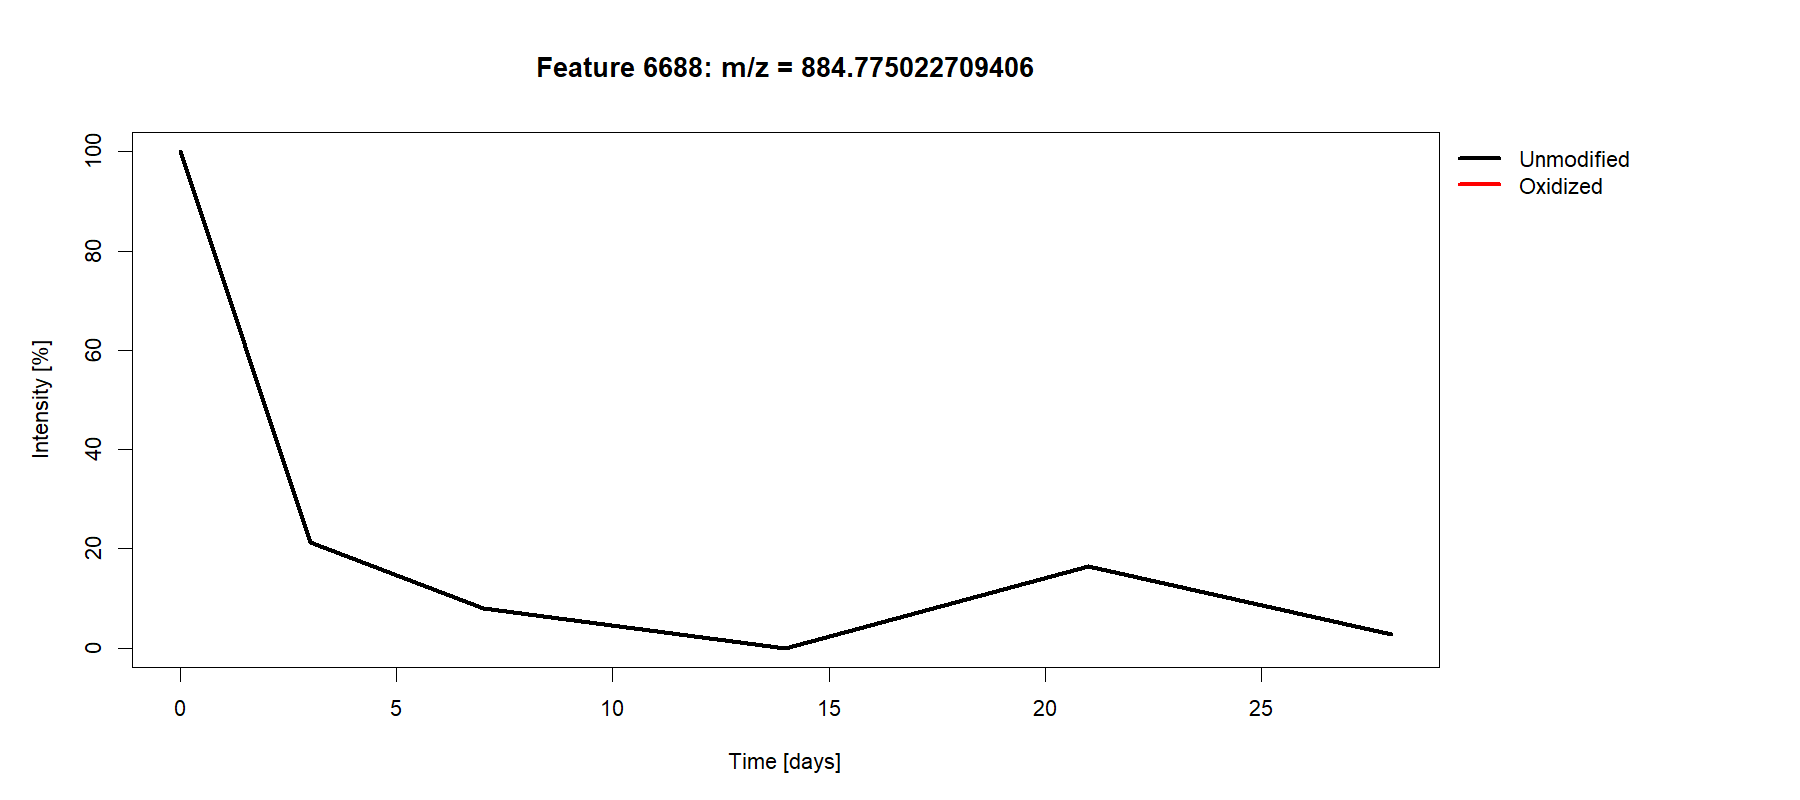 Feature 6688: m/z = 884.775022709406
Unmodified
Oxidized
Intensity [%]
100
80
60
40
20
0
0 5 10 15 20 25
Time [days]